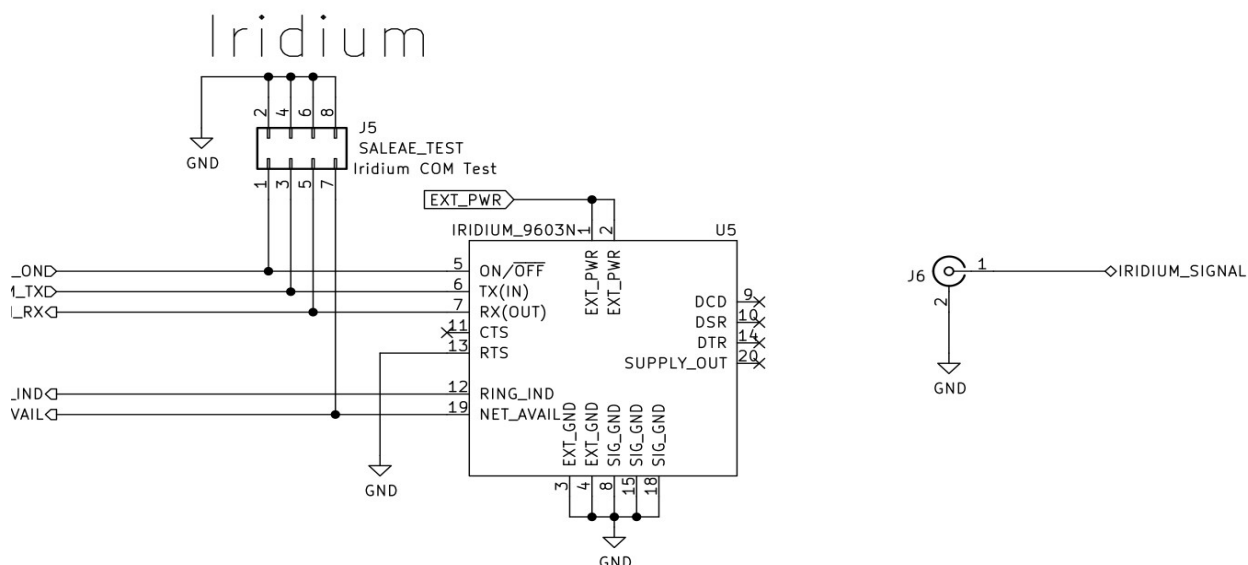 Iridium
2 4 6 8
J5
SALEAE_TEST
Iridium COM Test
GND
1 3 5 7
EXT_PWR
IRIDIUM_9603N
U5
1 2
EXT_PWR
EXT_PWR
_ON
5 ON/OFF
M_TX
6 TX(IN)
_RX
7 RX(OUT)
11 CTS
13 RTS
_IND
12 RING_IND
VAIL
19 NET_AVAIL
GND
DCD 9
DSR 10
DTR 14
SUPPLY_OUT 20
EXT_GND
EXT_GND
SIG_GND
SIG_GND
SIG_GND
3 4 8 15 18
GND
J6
1
IRIDIUM_SIGNAL
2
GND